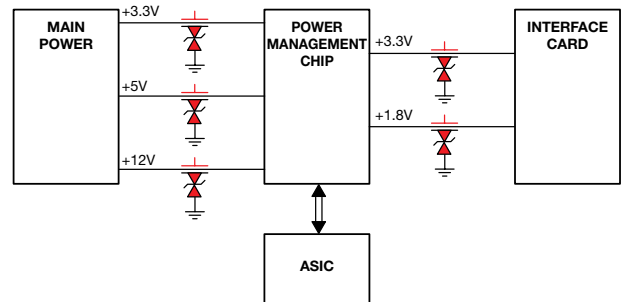 MAIN
POWER
+3.3V
+5V
+12V
POWER
MANAGEMENT
CHIP
+3.3V
+1.8V
INTERFACE
CARD
ASIC